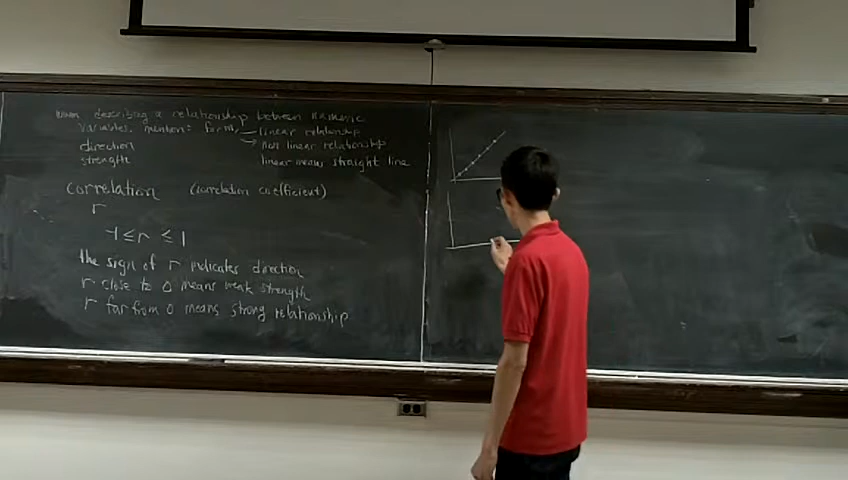 when describing a relationship between numeric
variables, mention: form, linear relationship
non linear relationship
direction
strength
linear means straight line
correlation (correlation coefficient)
r
-1 ≤ r ≤ 1
the sign of r indicates direction
r close to 0 means weak strength
r far from 0 means strong relationship